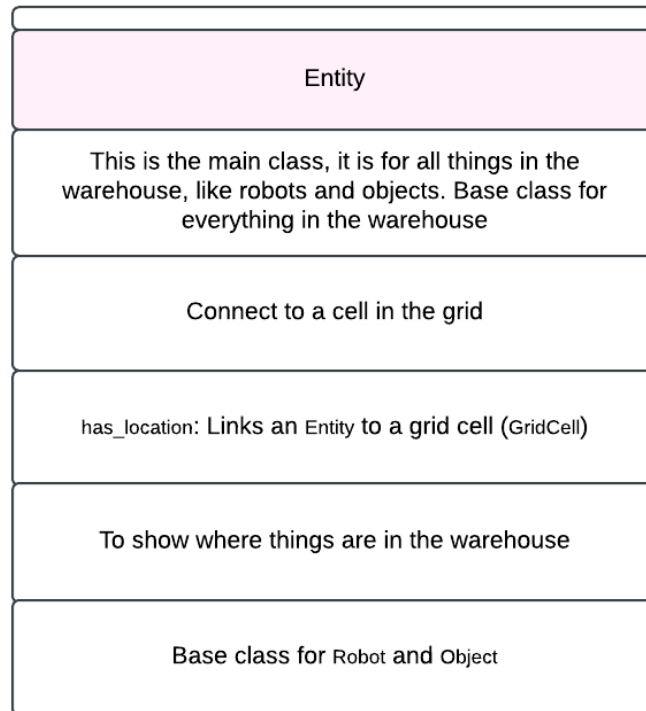 Entity
This is the main class, it is for all things in the
warehouse, like robots and objects. Base class for
everything in the warehouse
Connect to a cell in the grid
has_location: Links an Entity to a grid cell (GridCell)
To show where things are in the warehouse
Base class for Robot and Object